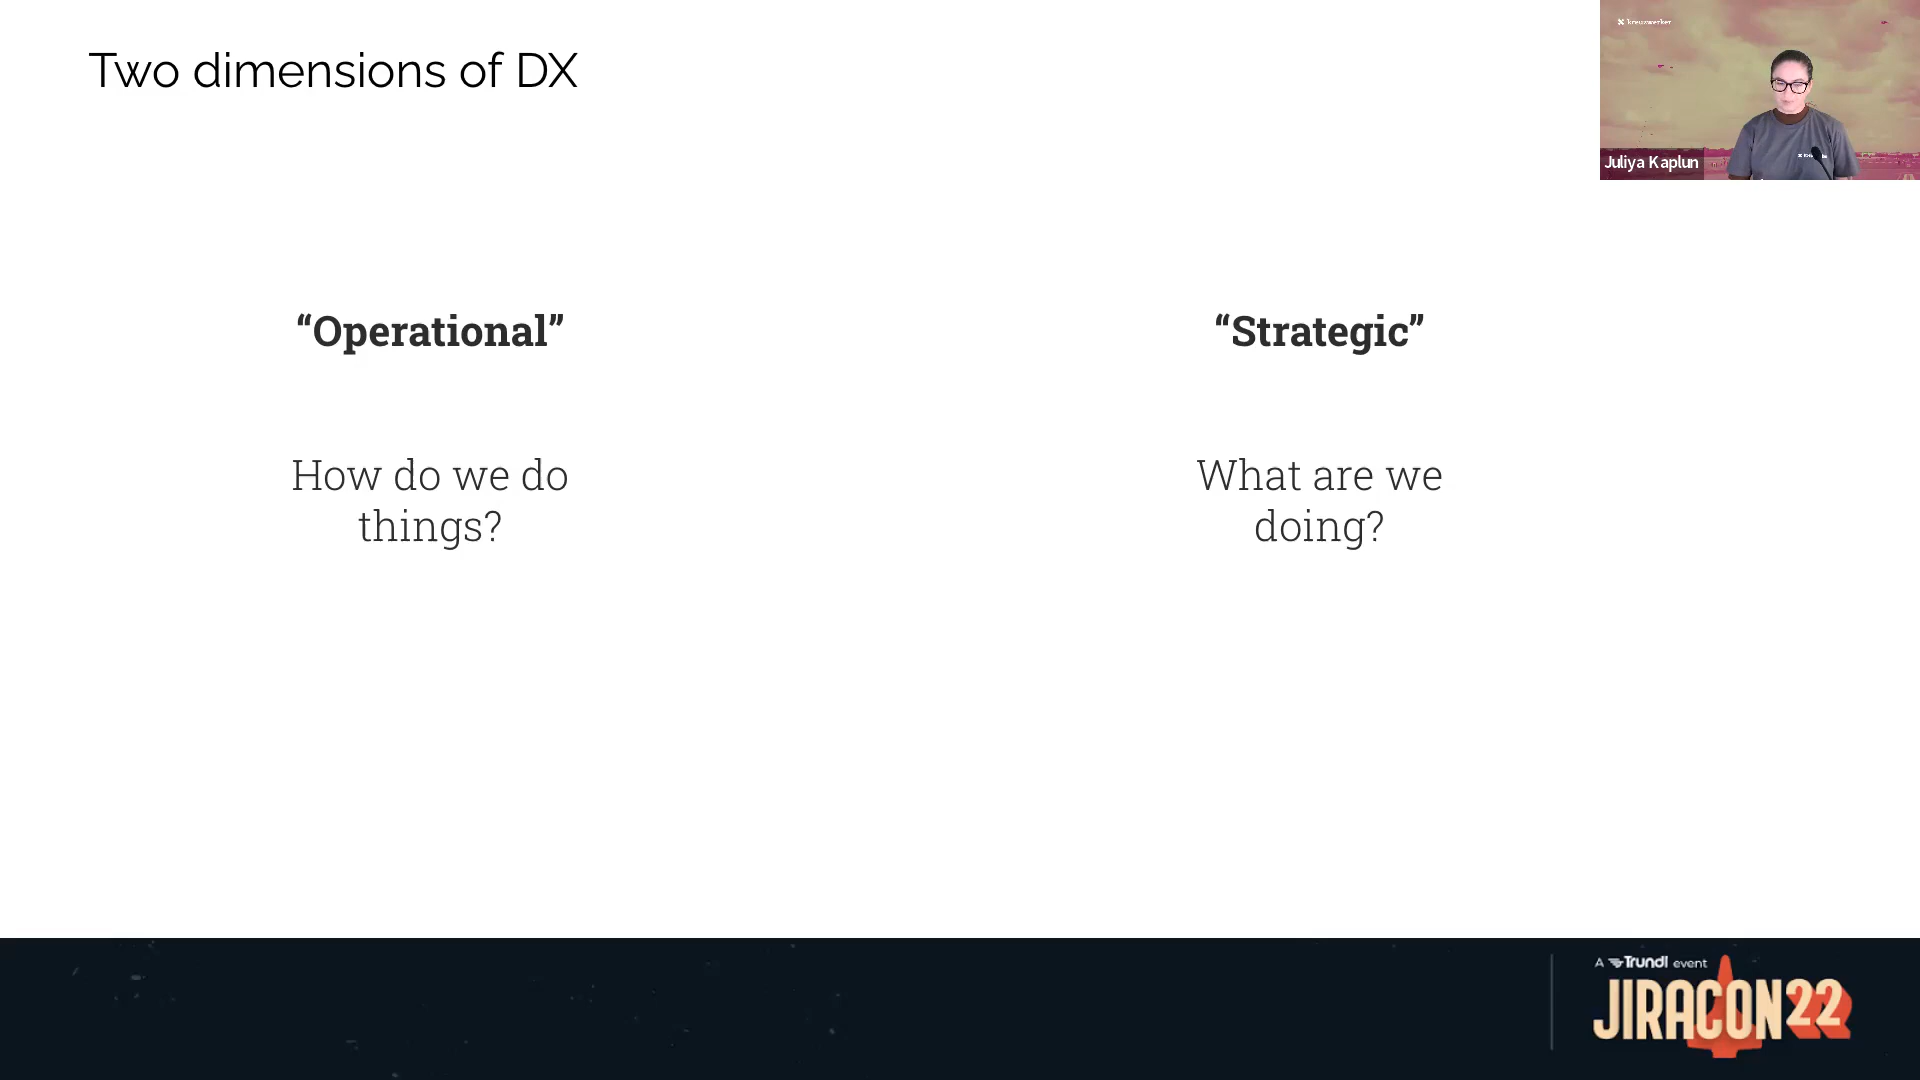 Two dimensions of DX
kreuzwerker
Juliya Kaplun
“Operational”
“Strategic”
How do we do
things?
What are we
doing?
A Trundl event
JIRACON22